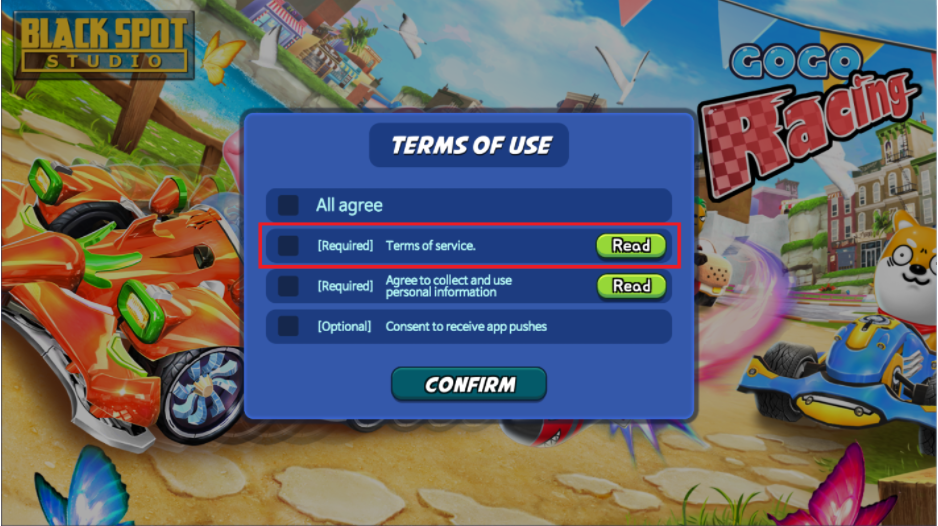 BLACK SPOT
STUDIO
GOGO
Racing
TERMS OF USE
All agree
[Required] Terms of service. Read
[Required] Agree to collect and use
personal information Read
[Optional] Consent to receive app pushes
CONFIRM